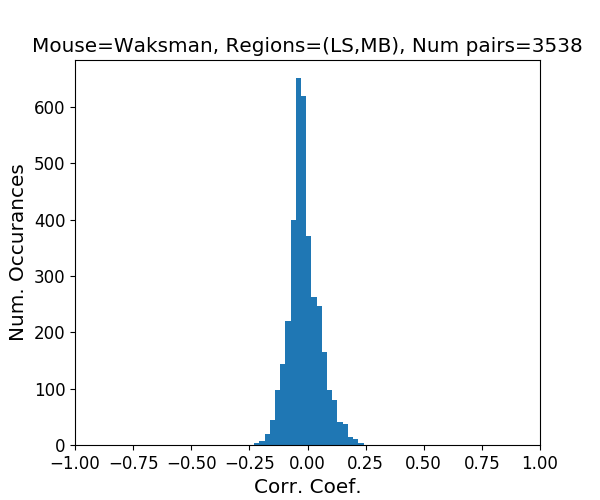 Mouse=Waksman, Regions=(LS,MB), Num pairs=3538
Num. Occurances
600
500
400
300
200
100
0
−1.00 −0.75 −0.50 −0.25 0.00 0.25 0.50 0.75 1.00
Corr. Coef.